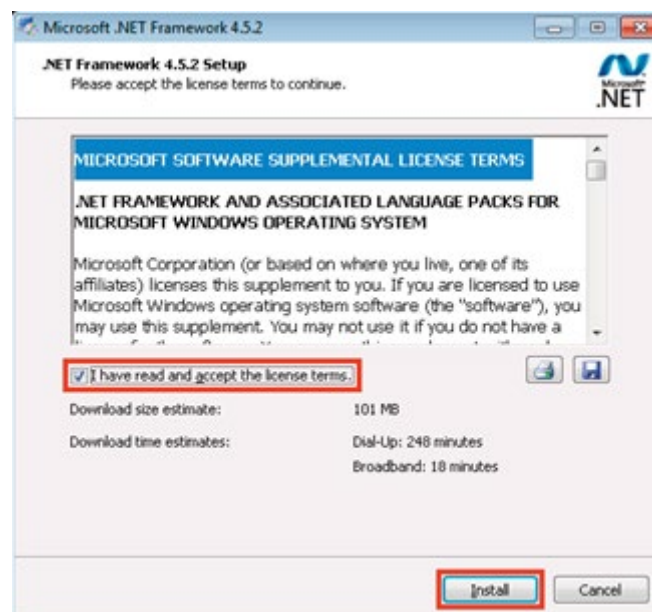 Microsoft .NET Framework 4.5.2
.NET Framework 4.5.2 Setup
Please accept the license terms to continue.
Microsoft
.NET
MICROSOFT SOFTWARE SUPPLEMENTAL LICENSE TERMS
.NET FRAMEWORK AND ASSOCIATED LANGUAGE PACKS FOR
MICROSOFT WINDOWS OPERATING SYSTEM
Microsoft Corporation (or based on where you live, one of its
affiliates) licenses this supplement to you. If you are licensed to use
Microsoft Windows operating system software (the "software"), you
may use this supplement. You may not use it if you do not have a
I have read and accept the license terms.
Download size estimate: 101 MB
Download time estimates: Dial-Up: 248 minutes
Broadband: 18 minutes
Install Cancel